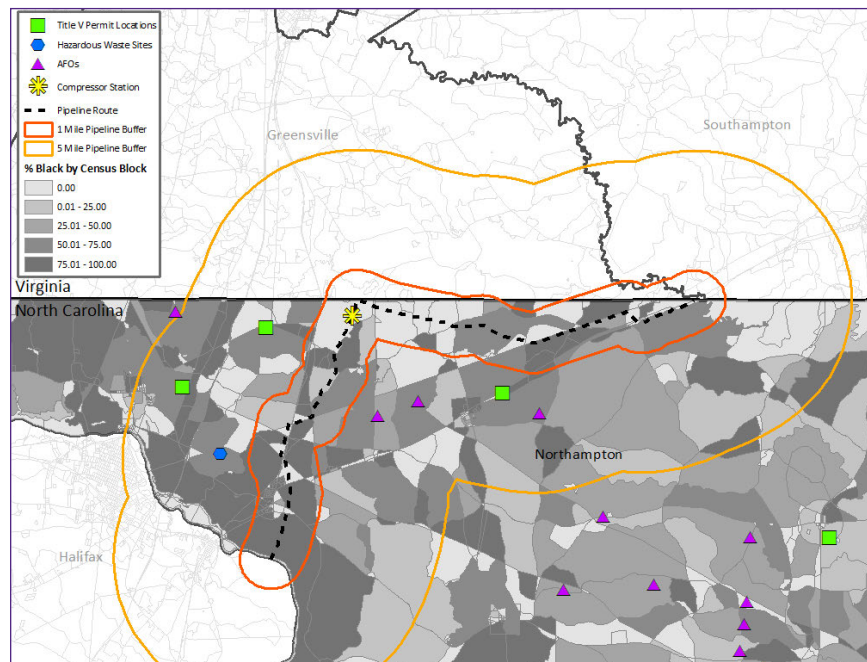 Title V Permit Locations
Hazardous Waste Sites
AFOs
Compressor Station
Pipeline Route
1 Mile Pipeline Buffer
5 Mile Pipeline Buffer
% Black by Census Block
0.00
0.01 - 25.00
25.01 - 50.00
50.01 - 75.00
75.01 - 100.00
Greensville
Southampton
Virginia
North Carolina
Northampton
Halifax